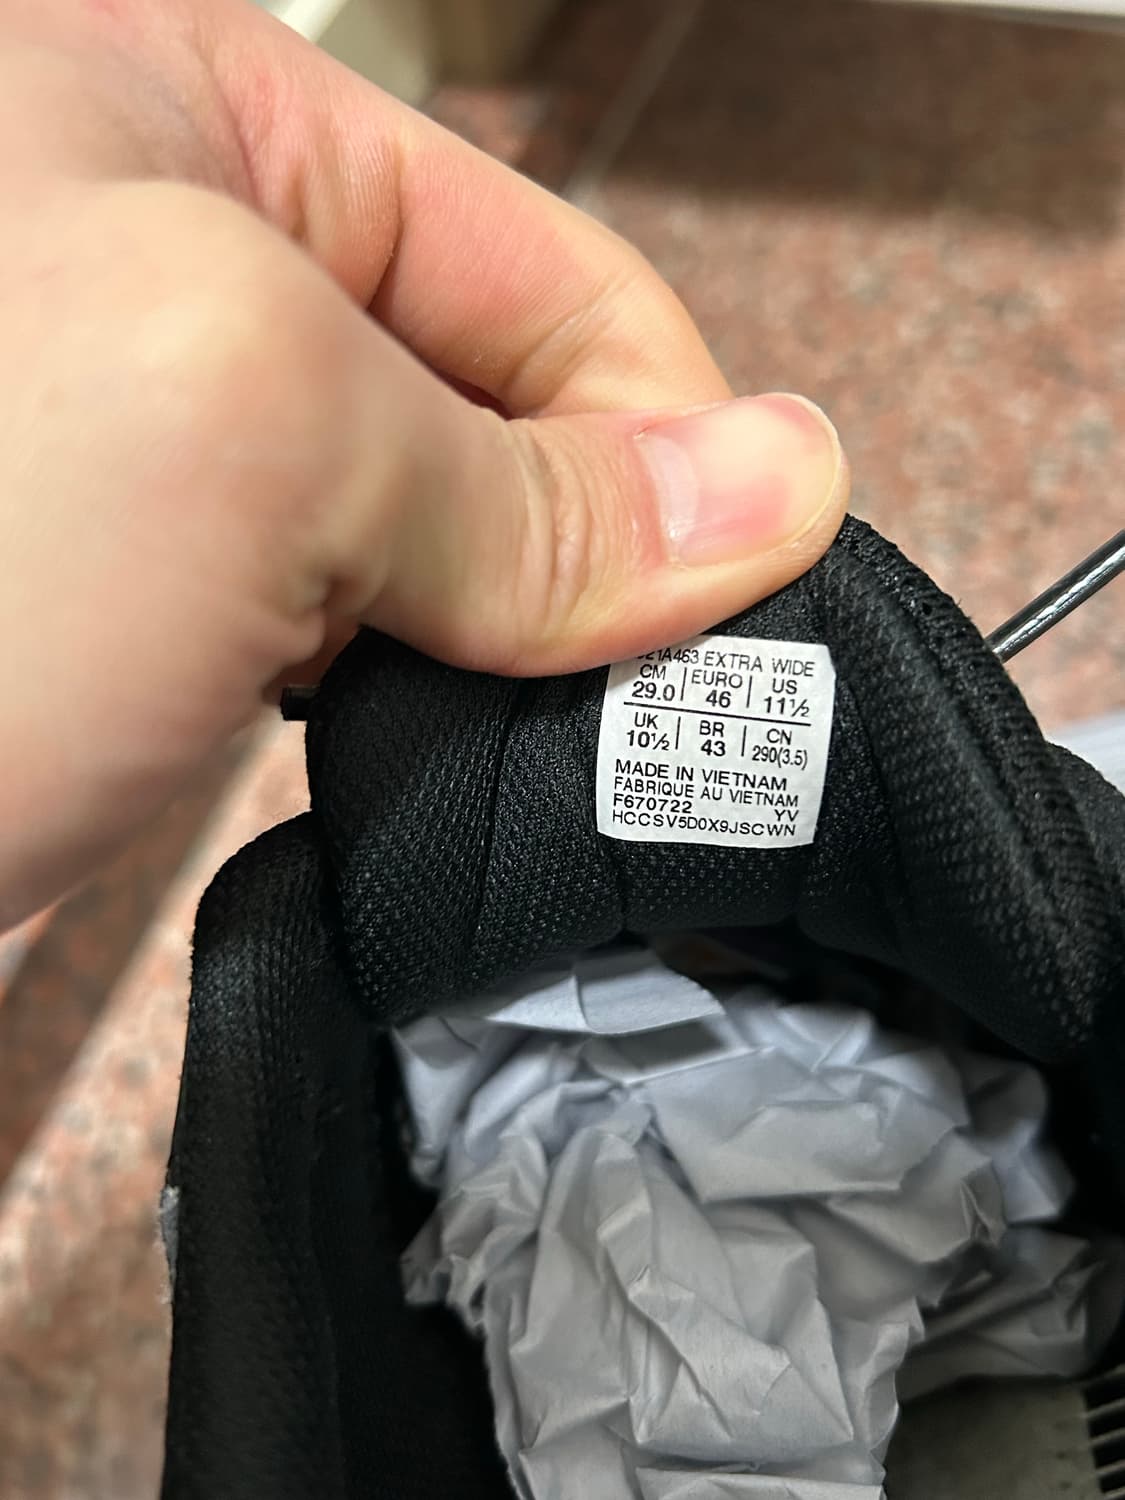 EXTRA WIDE
CM | EURO | US
29.0 | 46 | 11½
UK | BR | CN
10½ | 43 | 290(3.5)
MADE IN VIETNAM
FABRIQUE AU VIETNAM
F670722 YV
HCCSV5D0X9JSCWN